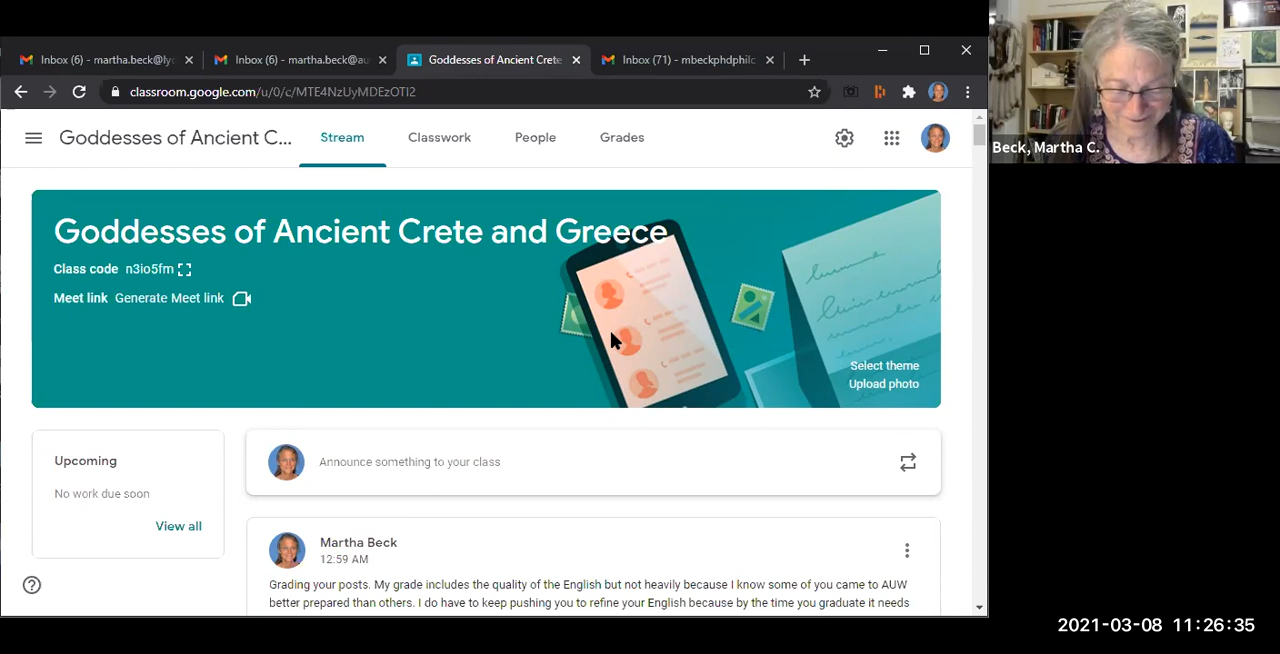 Inbox (6) - martha.beck@lyc
Inbox (6) - martha.beck@au
Goddesses of Ancient Crete
Inbox (71) - mbeckphdphilc
classroom.google.com/u/0/c/MTE4NzUyMDEzOTI2
Goddesses of Ancient C...
Stream
Classwork
People
Grades
Beck, Martha C.
Goddesses of Ancient Crete and Greece
Class code n3io5fm
Meet link Generate Meet link
Select theme
Upload photo
Upcoming
No work due soon
View all
Announce something to your class
Martha Beck
12:59 AM
Grading your posts. My grade includes the quality of the English but not heavily because I know some of you came to AUW
better prepared than others. I do have to keep pushing you to refine your English because by the time you graduate it needs
2021-03-08 11:26:35